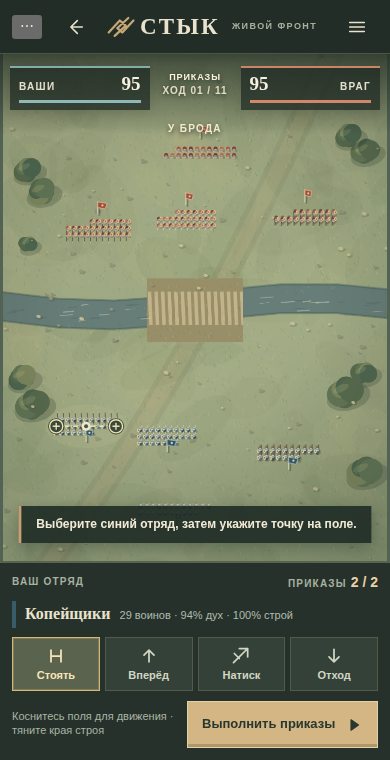 СТЫК ЖИВОЙ ФРОНТ
ВАШИ 95
ПРИКАЗЫ
ХОД 01 / 11
95 ВРАГ
У БРОДА
Выберите синий отряд, затем укажите точку на поле.
ВАШ ОТРЯД
ПРИКАЗЫ 2 / 2
Копейщики 29 воинов · 94% дух · 100% строй
Стоять
Вперёд
Натиск
Отход
Коснитесь поля для движения ·
тяните края строя
Выполнить приказы